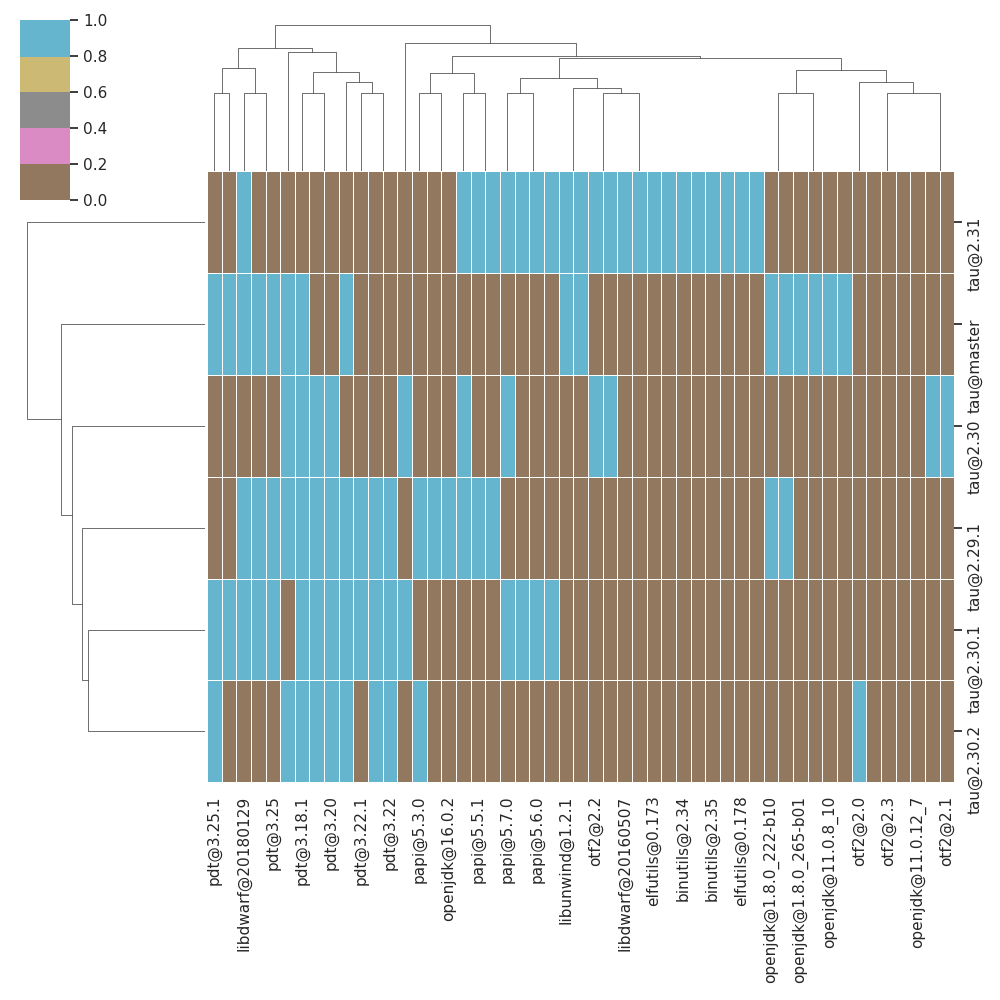 1.0
0.8
0.6
0.4
0.2
0.0
tau@2.31
tau@master
tau@2.30
tau@2.29.1
tau@2.30.1
tau@2.30.2
pdt@3.25.1
libdwarf@20180129
pdt@3.25
pdt@3.18.1
pdt@3.20
pdt@3.22.1
pdt@3.22
papi@5.3.0
openjdk@16.0.2
papi@5.5.1
papi@5.7.0
papi@5.6.0
libunwind@1.2.1
otf2@2.2
libdwarf@20160507
elfutils@0.173
binutils@2.34
binutils@2.35
elfutils@0.178
openjdk@1.8.0_222-b10
openjdk@1.8.0_265-b01
openjdk@11.0.8_10
otf2@2.0
otf2@2.3
openjdk@11.0.12_7
otf2@2.1